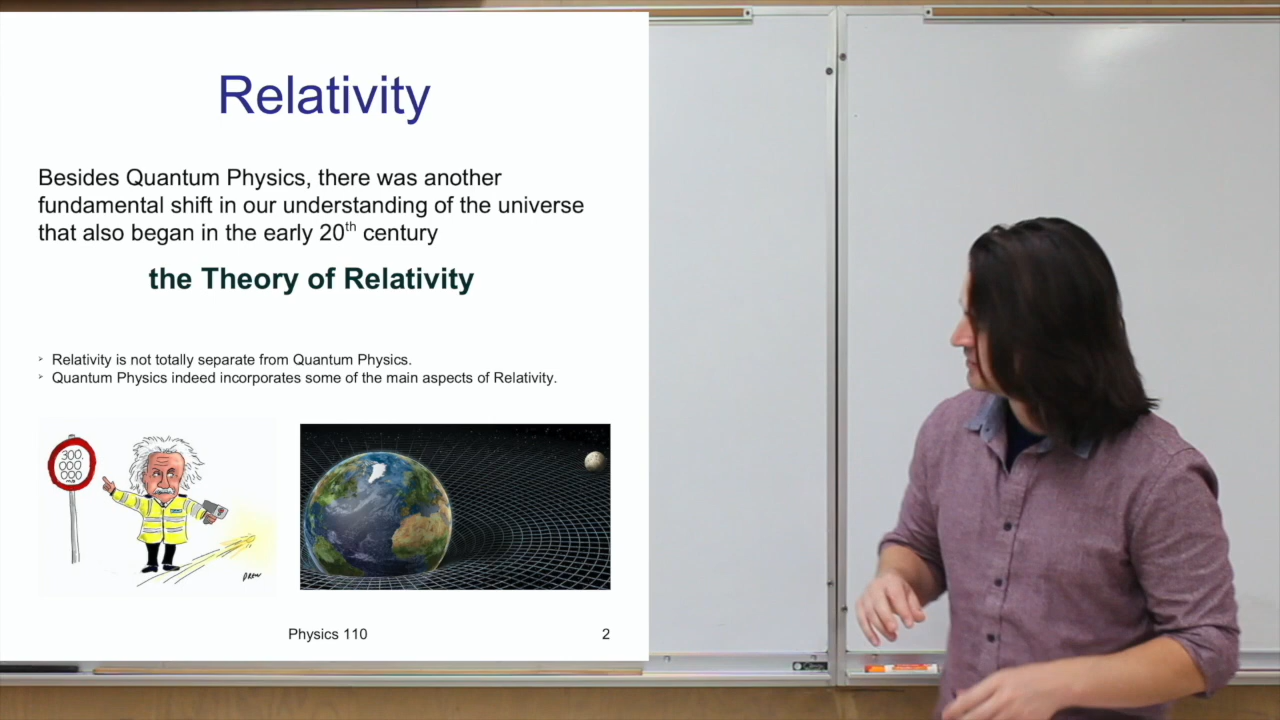 Relativity
Besides Quantum Physics, there was another
fundamental shift in our understanding of the universe
that also began in the early 20th century
the Theory of Relativity
➢ Relativity is not totally separate from Quantum Physics.
➢ Quantum Physics indeed incorporates some of the main aspects of Relativity.
300
000
000
m/s
Physics 110
2